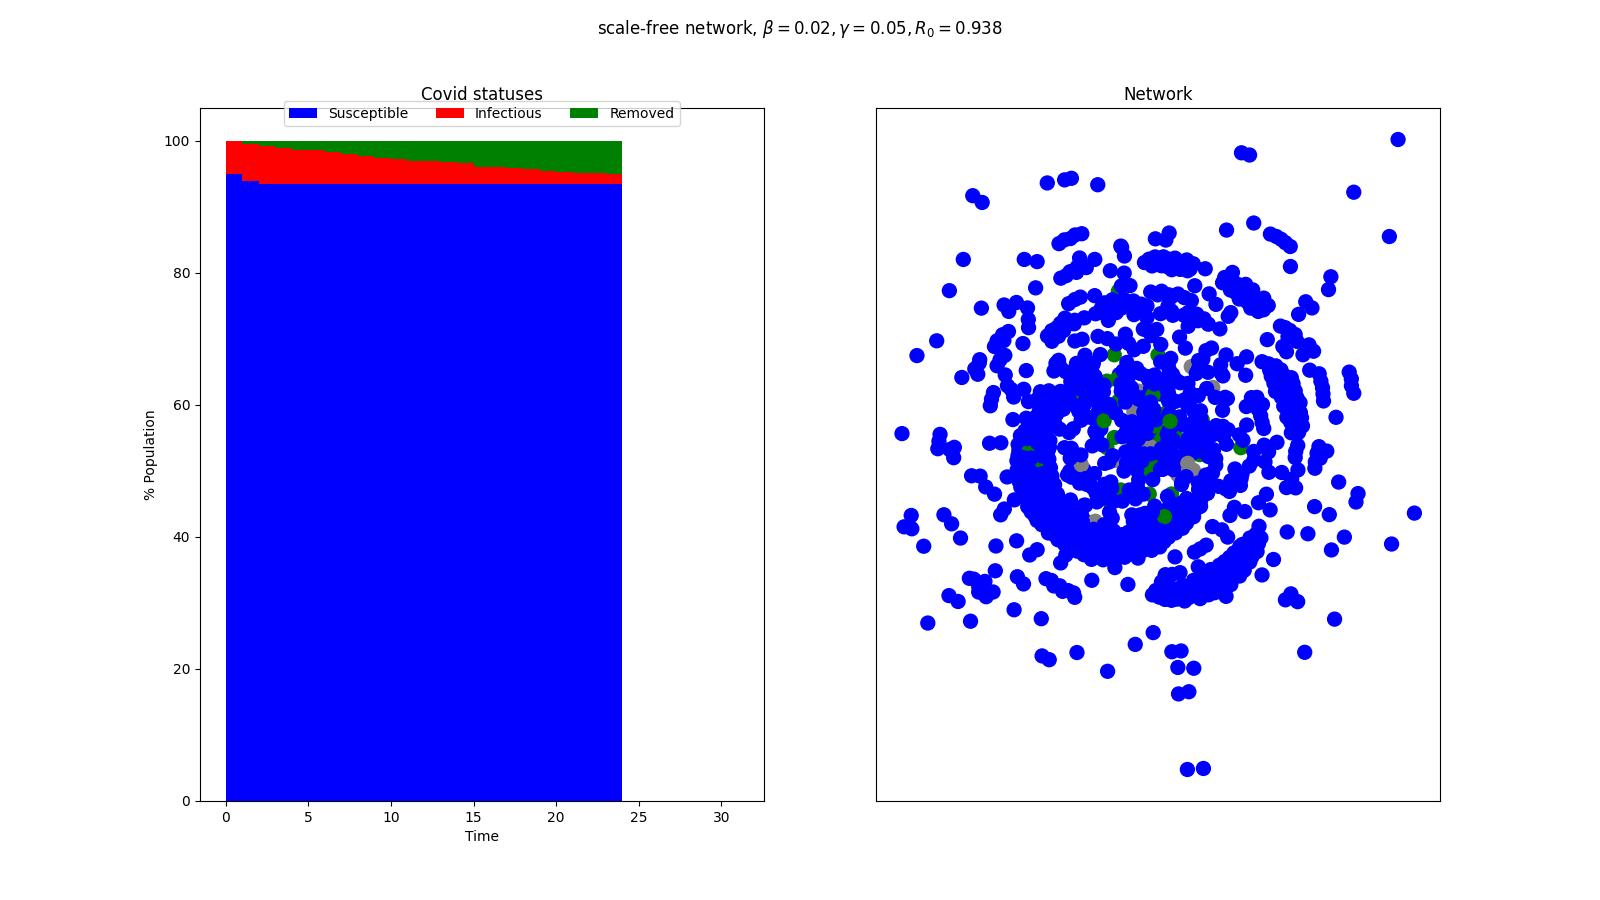 scale-free network, β = 0.02, γ = 0.05, R₀ = 0.938
Covid statuses
Susceptible Infectious Removed
100
80
60
40
20
0
% Population
0 5 10 15 20 25 30
Time
Network